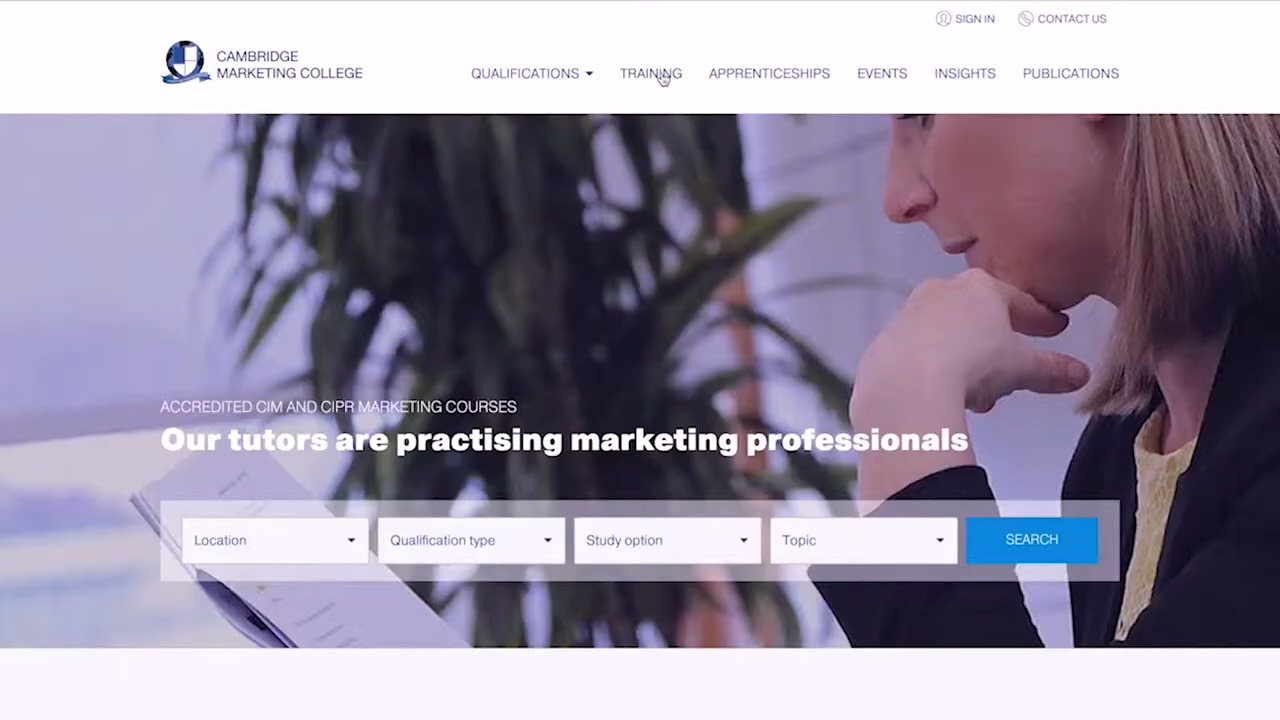 SIGN IN
CONTACT US
CAMBRIDGE
MARKETING COLLEGE
QUALIFICATIONS
TRAINING
APPRENTICESHIPS
EVENTS
INSIGHTS
PUBLICATIONS
ACCREDITED CIM AND CIPR MARKETING COURSES
Our tutors are practising marketing professionals
Location
Qualification type
Study option
Topic
SEARCH